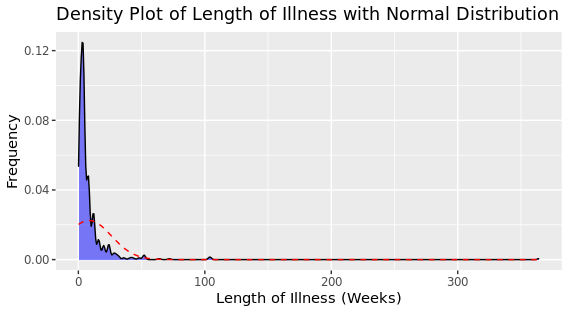 Density Plot of Length of Illness with Normal Distribution
0.12
0.08
0.04
0.00
Frequency
0
100
200
300
Length of Illness (Weeks)